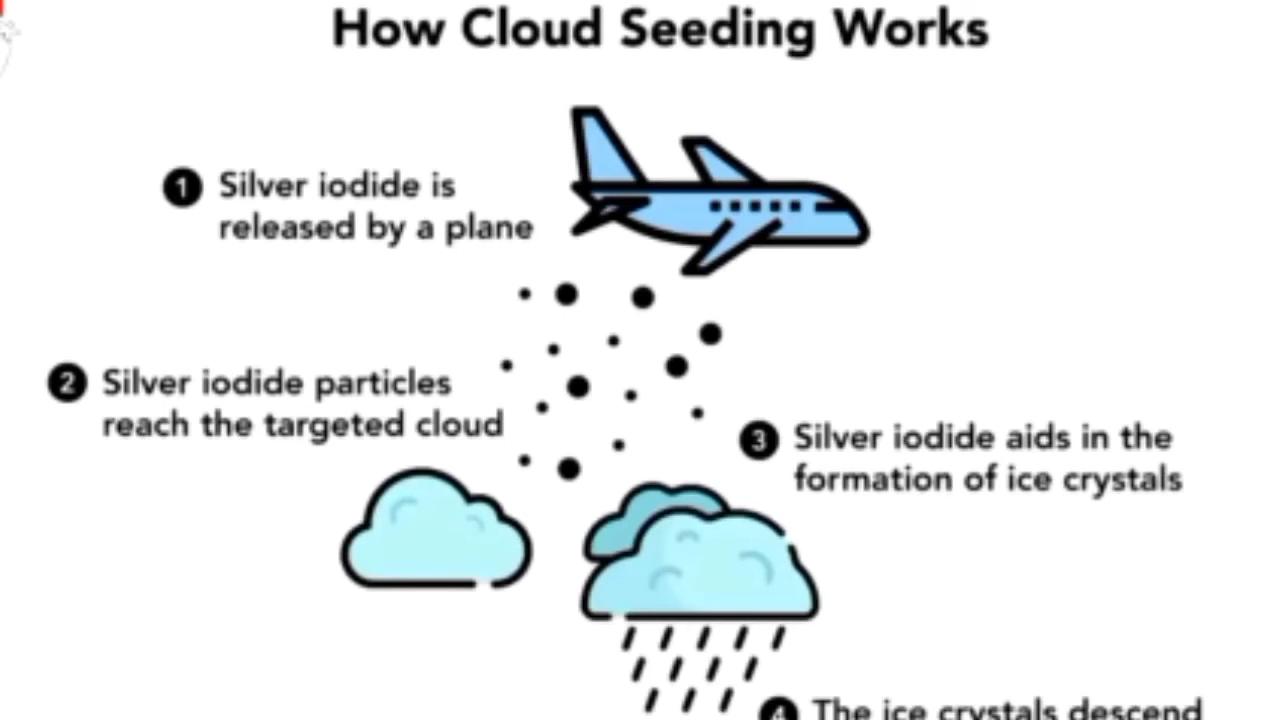 How Cloud Seeding Works
1 Silver iodide is
released by a plane
2 Silver iodide particles
reach the targeted cloud
3 Silver iodide aids in the
formation of ice crystals
4 The ice crystals descend